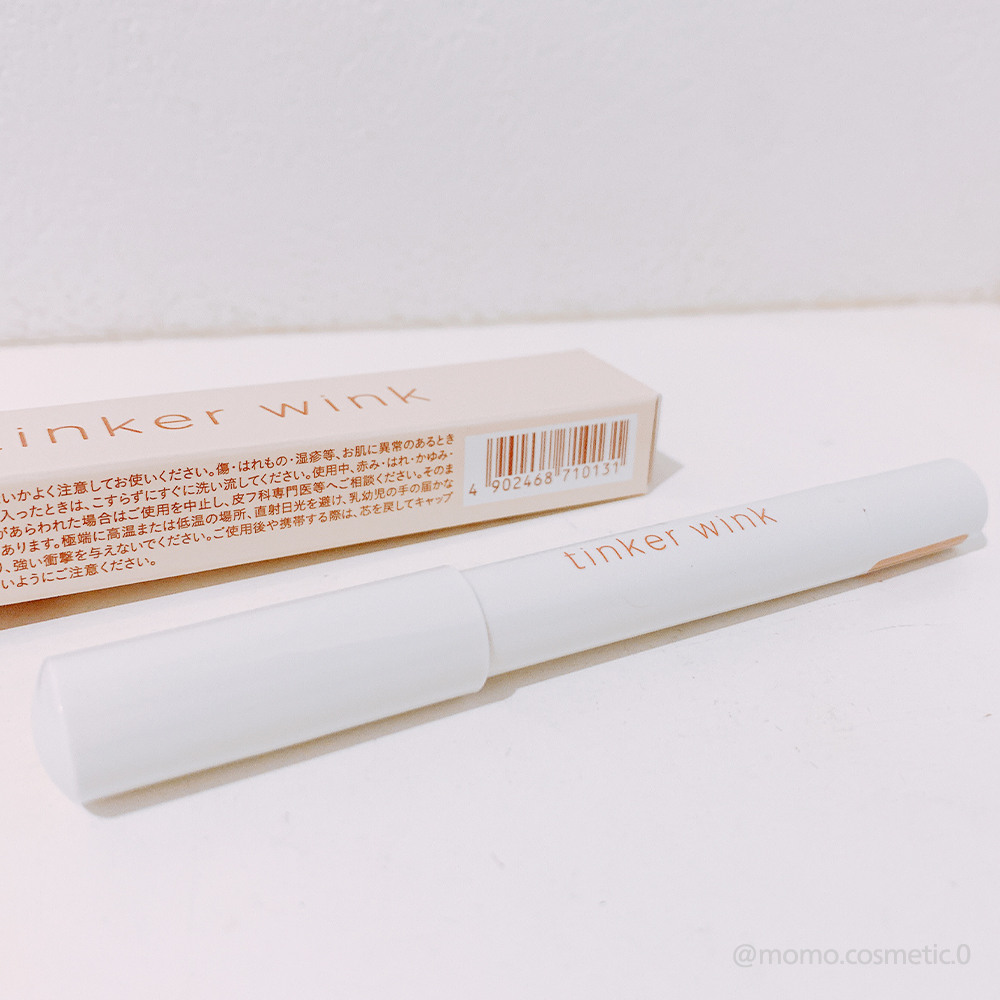 tinker wink
いかよく注意してお使いください。傷・はれもの・湿疹等、お肌に異常のあるとき
入ったときは、こすらずにすぐに洗い流してください。使用中、赤み・はれ・かゆみ・
があらわれた場合はご使用を中止し、皮フ科専門医等へご相談ください。そのま
あります。極端に高温または低温の場所、直射日光を避け、乳幼児の手の届かな
、強い衝撃を与えないでください。ご使用後や携帯する際は、芯を戻してキャップ
いようにご注意ください。
4 902468 710131
tinker wink
@momo.cosmetic.0